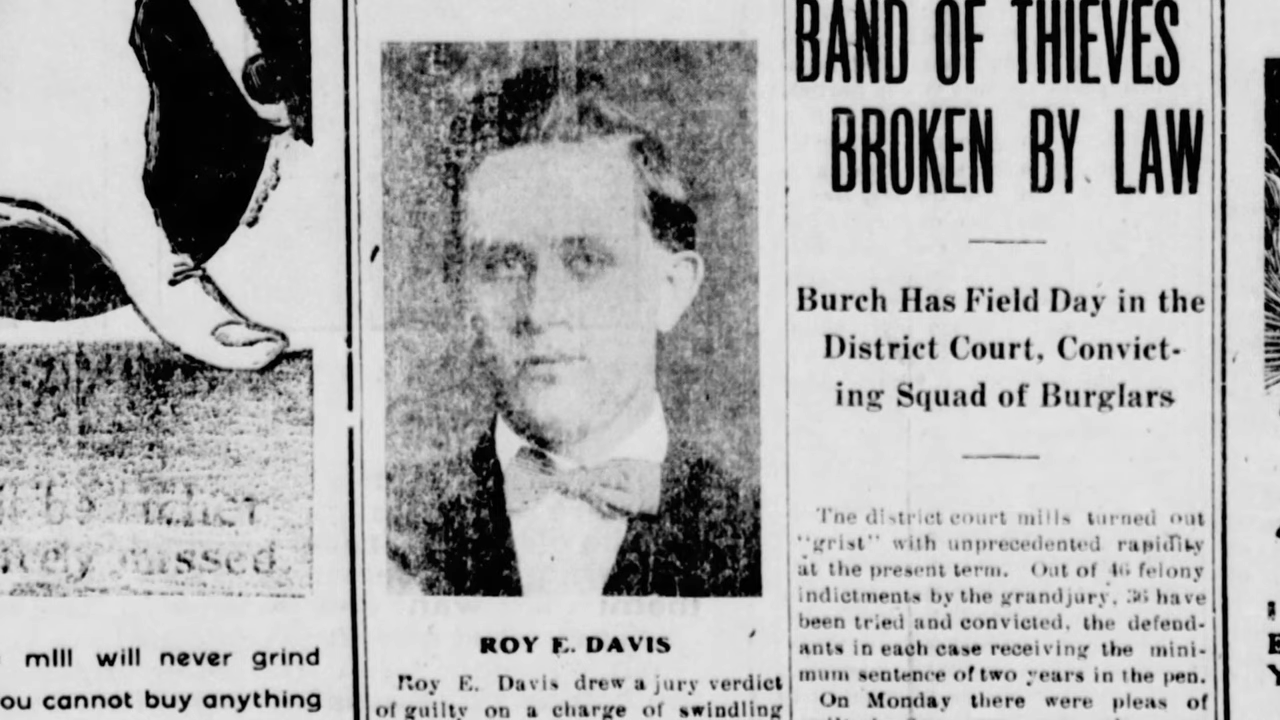 mlll will never grind
ou cannot buy anything
ROY E. DAVIS
Roy E. Davis drew a jury verdict
of guilty on a charge of swindling
BAND OF THIEVES
BROKEN BY LAW
Burch Has Field Day in the
District Court, Convict-
ing Squad of Burglars
The district court mills turned out
"grist" with unprecedented rapidity
at the present term. Out of 46 felony
indictments by the grandjury, 36 have
been tried and convicted, the defend-
ants in each case receiving the mini-
mum sentence of two years in the pen.
On Monday there were pleas of